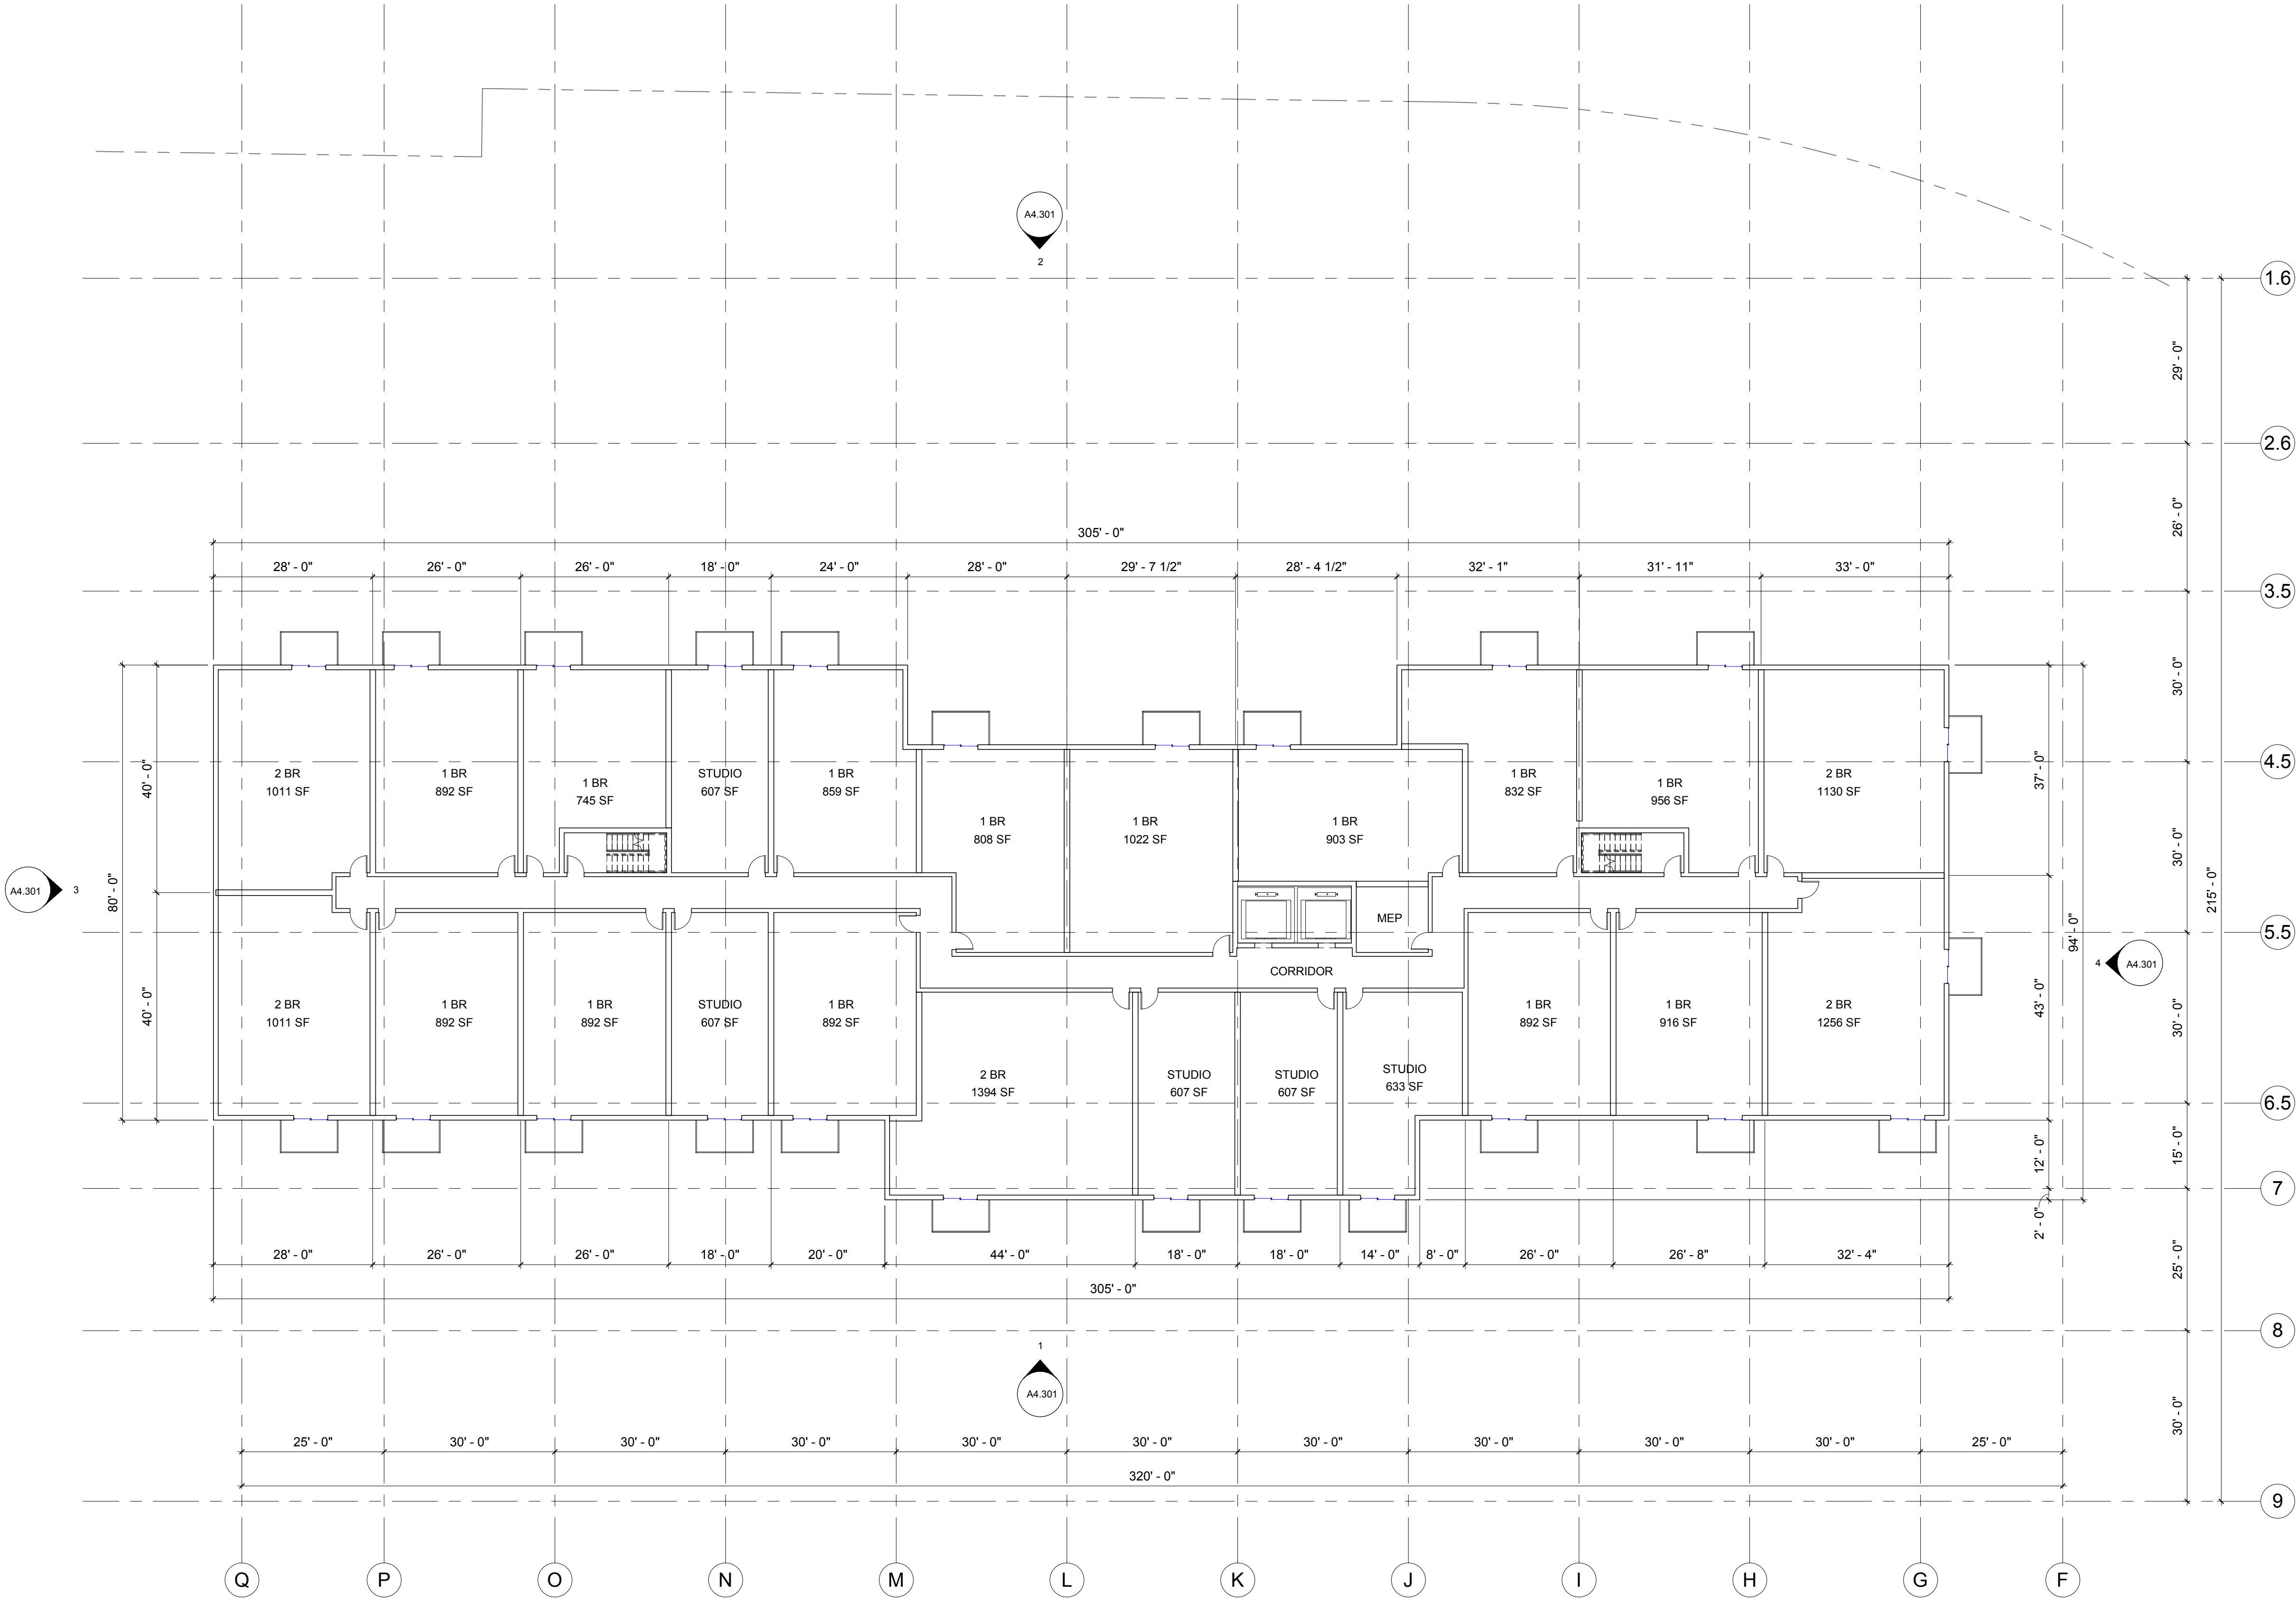 A4.301
2
1.6
29' - 0"
2.6
26' - 0"
305' - 0"
28' - 0"
26' - 0"
26' - 0"
18' - 0"
24' - 0"
28' - 0"
29' - 7 1/2"
28' - 4 1/2"
32' - 1"
31' - 11"
33' - 0"
3.5
30' - 0"
4.5
40' - 0"
80' - 0"
2 BR
1011 SF
1 BR
892 SF
1 BR
745 SF
STUDIO
607 SF
1 BR
859 SF
1 BR
808 SF
1 BR
1022 SF
1 BR
903 SF
1 BR
832 SF
1 BR
956 SF
2 BR
1130 SF
37' - 0"
30' - 0"
215' - 0"
A4.301
3
MEP
CORRIDOR
5.5
94' - 0"
4
A4.301
40' - 0"
2 BR
1011 SF
1 BR
892 SF
1 BR
892 SF
STUDIO
607 SF
1 BR
892 SF
2 BR
1394 SF
STUDIO
607 SF
STUDIO
607 SF
STUDIO
633 SF
1 BR
892 SF
1 BR
916 SF
2 BR
1256 SF
43' - 0"
30' - 0"
6.5
12' - 0"
15' - 0"
7
2' - 0"
28' - 0"
26' - 0"
26' - 0"
18' - 0"
20' - 0"
44' - 0"
18' - 0"
18' - 0"
14' - 0"
8' - 0"
26' - 0"
26' - 8"
32' - 4"
25' - 0"
305' - 0"
8
1
A4.301
30' - 0"
25' - 0"
30' - 0"
30' - 0"
30' - 0"
30' - 0"
30' - 0"
30' - 0"
30' - 0"
30' - 0"
30' - 0"
25' - 0"
320' - 0"
9
Q
P
O
N
M
L
K
J
I
H
G
F